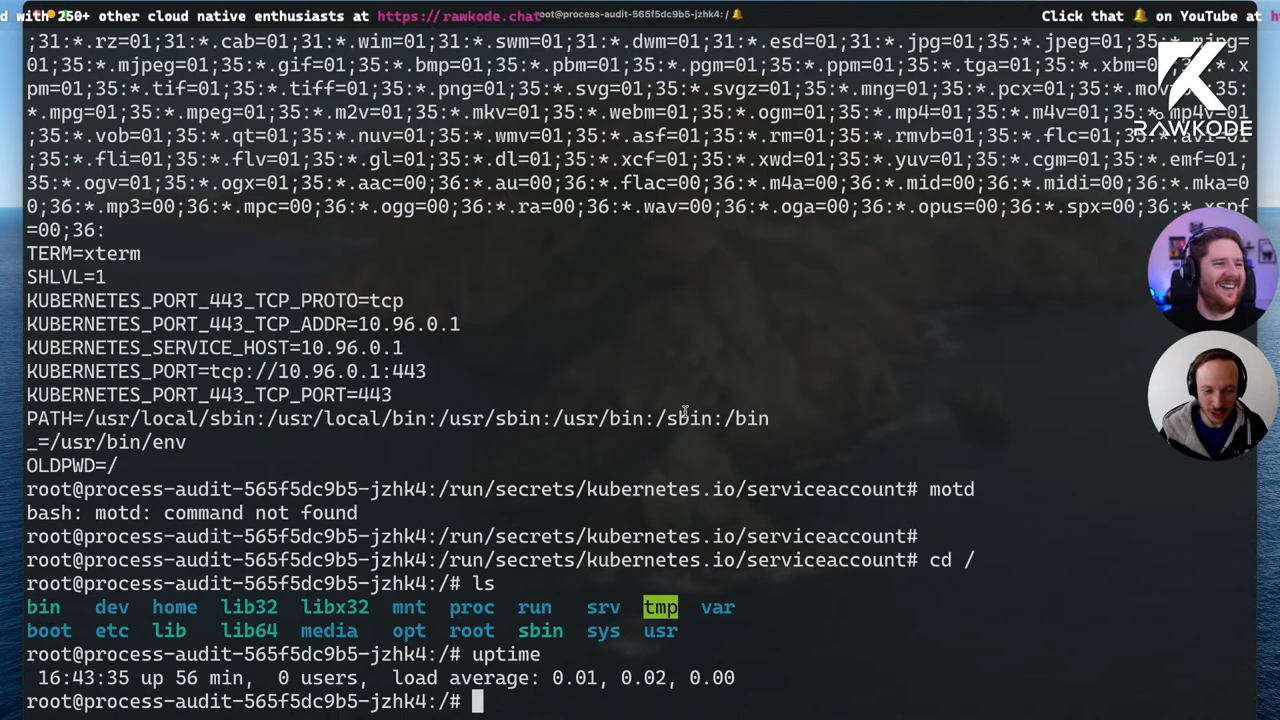 d with 250+ other cloud native enthusiasts at https://rawkode.chat
root@process-audit-565f5dc9b5-jzhk4: / 🔔
Click that 🔔 on YouTube at
;31:*.rz=01;31:*.cab=01;31:*.wim=01;31:*.swm=01;31:*.dwm=01;31:*.esd=01;31:*.jpg=01;35:*.jpeg=01;35:*.mjpg=
01;35:*.mjpeg=01;35:*.gif=01;35:*.bmp=01;35:*.pbm=01;35:*.pgm=01;35:*.ppm=01;35:*.tga=01;35:*.xbm=01;35:*.x
pm=01;35:*.tif=01;35:*.tiff=01;35:*.png=01;35:*.svg=01;35:*.svgz=01;35:*.mng=01;35:*.pcx=01;35:*.mov=01;35:
*.mpg=01;35:*.mpeg=01;35:*.m2v=01;35:*.mkv=01;35:*.webm=01;35:*.ogm=01;35:*.mp4=01;35:*.m4v=01;35:*.mp4v=01
;35:*.vob=01;35:*.qt=01;35:*.nuv=01;35:*.wmv=01;35:*.asf=01;35:*.rm=01;35:*.rmvb=01;35:*.flc=01;35:*.avi=01
;35:*.fli=01;35:*.flv=01;35:*.gl=01;35:*.dl=01;35:*.xcf=01;35:*.xwd=01;35:*.yuv=01;35:*.cgm=01;35:*.emf=01;
35:*.ogv=01;35:*.ogx=01;35:*.aac=00;36:*.au=00;36:*.flac=00;36:*.m4a=00;36:*.mid=00;36:*.midi=00;36:*.mka=0
0;36:*.mp3=00;36:*.mpc=00;36:*.ogg=00;36:*.ra=00;36:*.wav=00;36:*.oga=00;36:*.opus=00;36:*.spx=00;36:*.xspf
=00;36:
RAWKODE
TERM=xterm
SHLVL=1
KUBERNETES_PORT_443_TCP_PROTO=tcp
KUBERNETES_PORT_443_TCP_ADDR=10.96.0.1
KUBERNETES_SERVICE_HOST=10.96.0.1
KUBERNETES_PORT=tcp://10.96.0.1:443
KUBERNETES_PORT_443_TCP_PORT=443
PATH=/usr/local/sbin:/usr/local/bin:/usr/sbin:/usr/bin:/sbin:/bin
_=/usr/bin/env
OLDPWD=/
root@process-audit-565f5dc9b5-jzhk4:/run/secrets/kubernetes.io/serviceaccount# motd
bash: motd: command not found
root@process-audit-565f5dc9b5-jzhk4:/run/secrets/kubernetes.io/serviceaccount#
root@process-audit-565f5dc9b5-jzhk4:/run/secrets/kubernetes.io/serviceaccount# cd /
root@process-audit-565f5dc9b5-jzhk4:/# ls
bin dev home lib32 libx32 mnt proc run srv tmp var
boot etc lib lib64 media opt root sbin sys usr
root@process-audit-565f5dc9b5-jzhk4:/# uptime
16:43:35 up 56 min, 0 users, load average: 0.01, 0.02, 0.00
root@process-audit-565f5dc9b5-jzhk4:/#